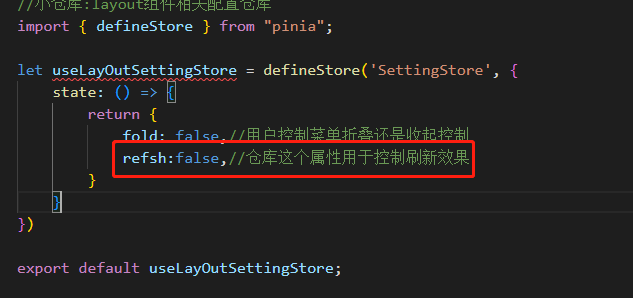 //小仓库:layout组件相关配置仓库
import { defineStore } from "pinia";
let useLayOutSettingStore = defineStore('SettingStore', {
state: () => {
return {
fold: false,//用户控制菜单折叠还是收起控制
refsh:false,//仓库这个属性用于控制刷新效果
}
}
})
export default useLayOutSettingStore;